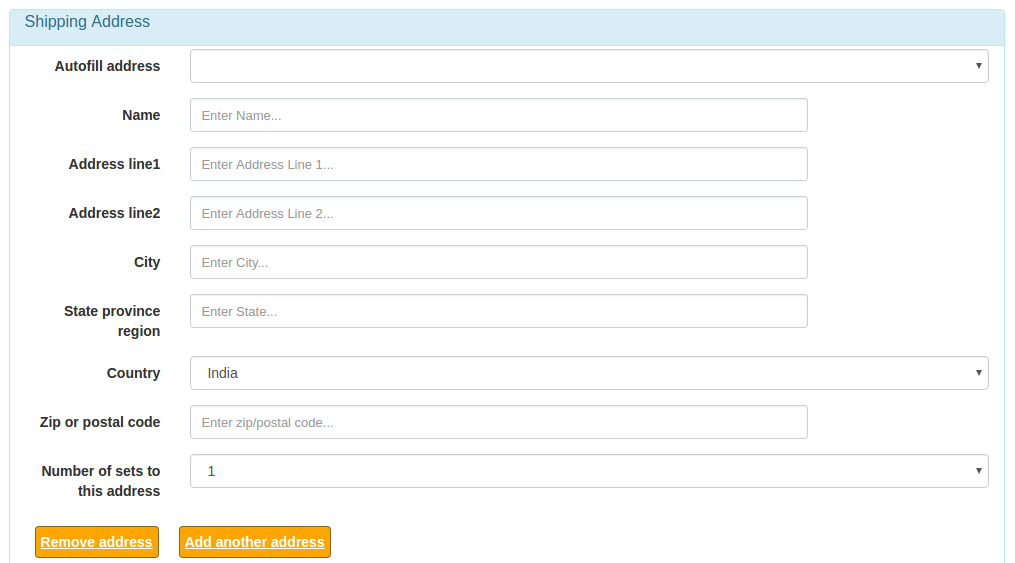 Shipping Address
Autofill address
Name
Enter Name...
Address line1
Enter Address Line 1...
Address line2
Enter Address Line 2...
City
Enter City...
State province
region
Enter State...
Country
India
Zip or postal code
Enter zip/postal code...
Number of sets to
this address
1
Remove address
Add another address